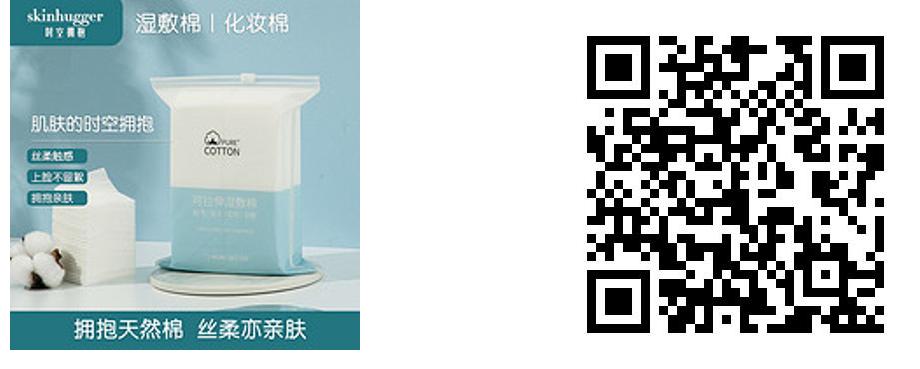 skinhugger
时空拥抱
湿敷棉 | 化妆棉
肌肤的时空拥抱
丝柔触感
上脸不留絮
拥抱亲肤
PURE
COTTON
可拉伸湿敷棉
拥抱天然棉 丝柔亦亲肤